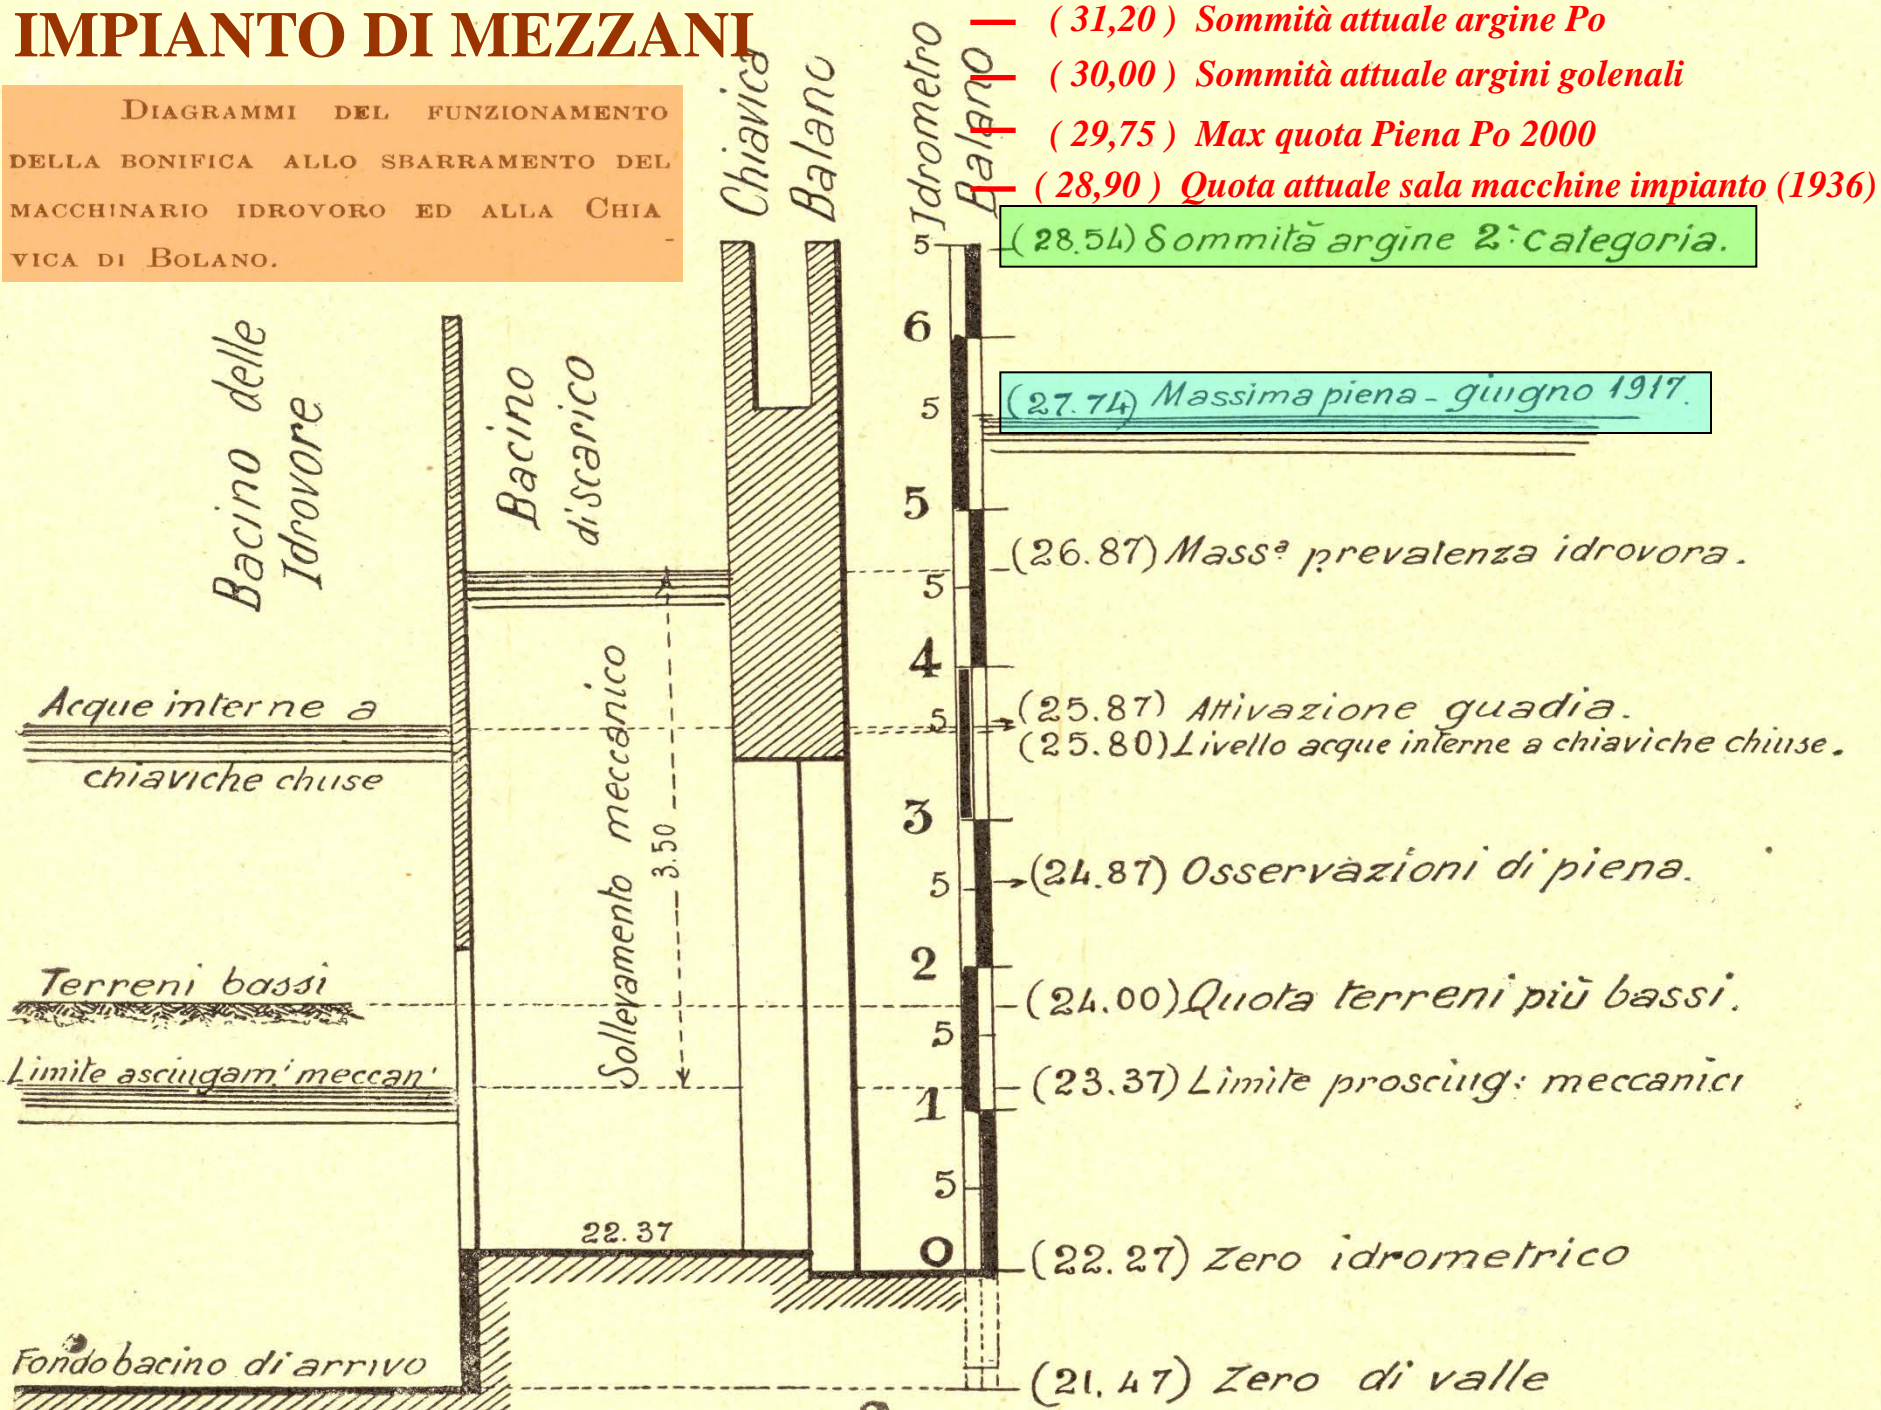 IMPIANTO DI MEZZANI
DIAGRAMMI DEL FUNZIONAMENTO
DELLA BONIFICA ALLO SBARRAMENTO DEL
MACCHINARIO IDROVORO ED ALLA CHIA-
VICA DI BOLANO.
Chiavica
Balano
Idrometro
Balano
( 31,20 ) Sommità attuale argine Po
( 30,00 ) Sommità attuale argini golenali
( 29,75 ) Max quota Piena Po 2000
( 28,90 ) Quota attuale sala macchine impianto (1936)
5
(28.54) Sommità argine 2ª Categoria.
6
5
(27.74) Massima piena - giugno 1917.
5
(26.87) Massª prevalenza idrovora.
5
4
(25.87) Attivazione guadia.
5
(25.80) Livello acque interne a chiaviche chiuse.
3
5
(24.87) Osservazioni di piena.
2
(24.00) Quota terreni più bassi.
5
(23.37) Limite prosciug: meccanici
1
5
0
(22.27) Zero idrometrico
(21.47) Zero di valle
Bacino delle
Idrovore
Bacino
di scarico
Sollevamento meccanico
3.50
Acque interne a
chiaviche chuse
Terreni bassi
Limite asciugam.' meccan'
22.37
Fondo bacino di arrivo